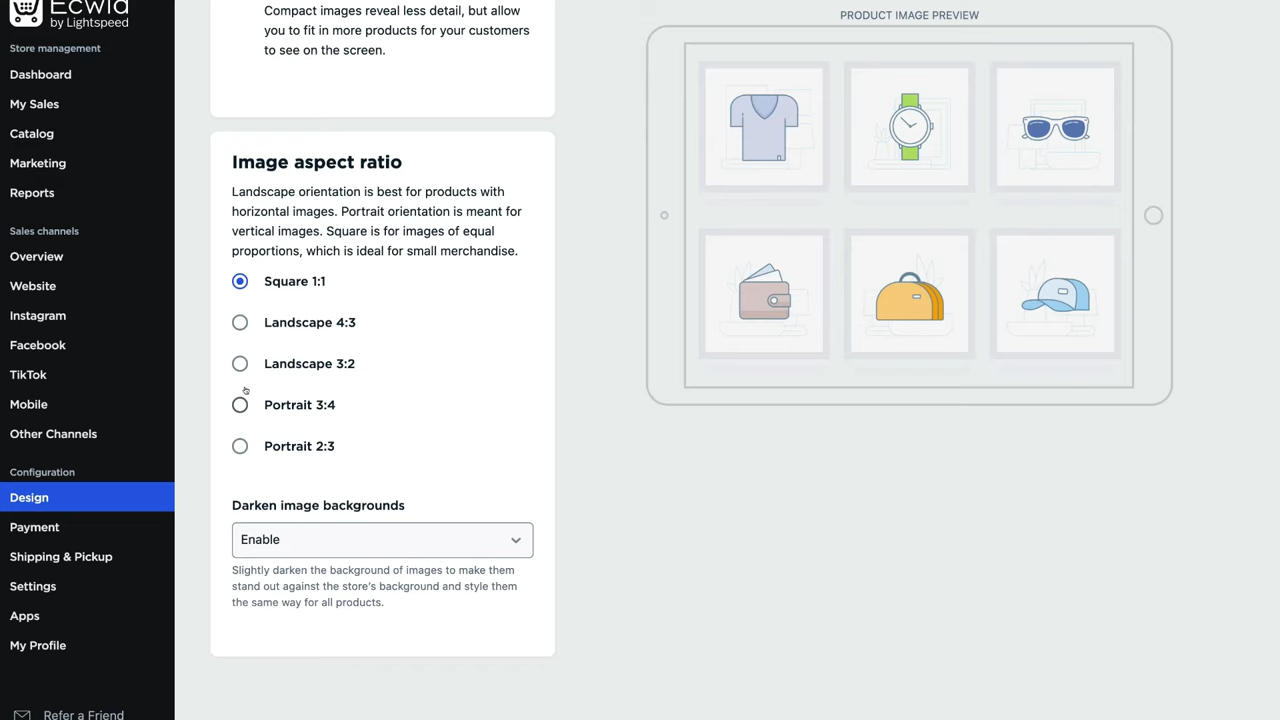 Ecwid
by Lightspeed
Store management
Dashboard
My Sales
Catalog
Marketing
Reports
Sales channels
Overview
Website
Instagram
Facebook
TikTok
Mobile
Other Channels
Configuration
Design
Payment
Shipping & Pickup
Settings
Apps
My Profile
Refer a Friend
Compact images reveal less detail, but allow
you to fit in more products for your customers
to see on the screen.
Image aspect ratio
Landscape orientation is best for products with
horizontal images. Portrait orientation is meant for
vertical images. Square is for images of equal
proportions, which is ideal for small merchandise.
Square 1:1
Landscape 4:3
Landscape 3:2
Portrait 3:4
Portrait 2:3
Darken image backgrounds
Enable
Slightly darken the background of images to make them
stand out against the store's background and style them
the same way for all products.
PRODUCT IMAGE PREVIEW